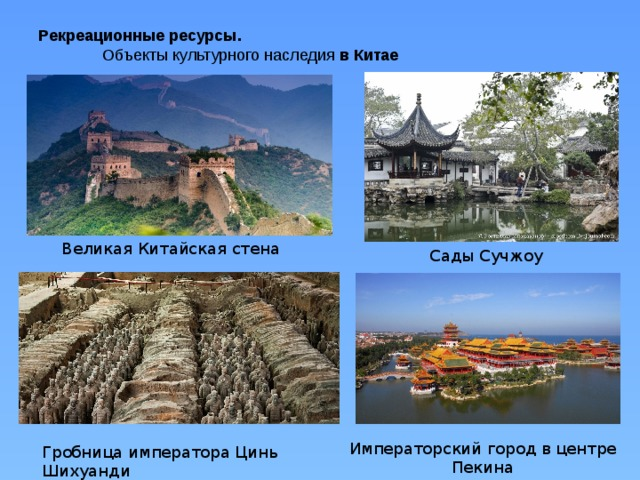 Рекреационные ресурсы.
Объекты культурного наследия в Китае
Великая Китайская стена
Сады Сучжоу
Гробница императора Цинь
Шихуанди
Императорский город в центре
Пекина